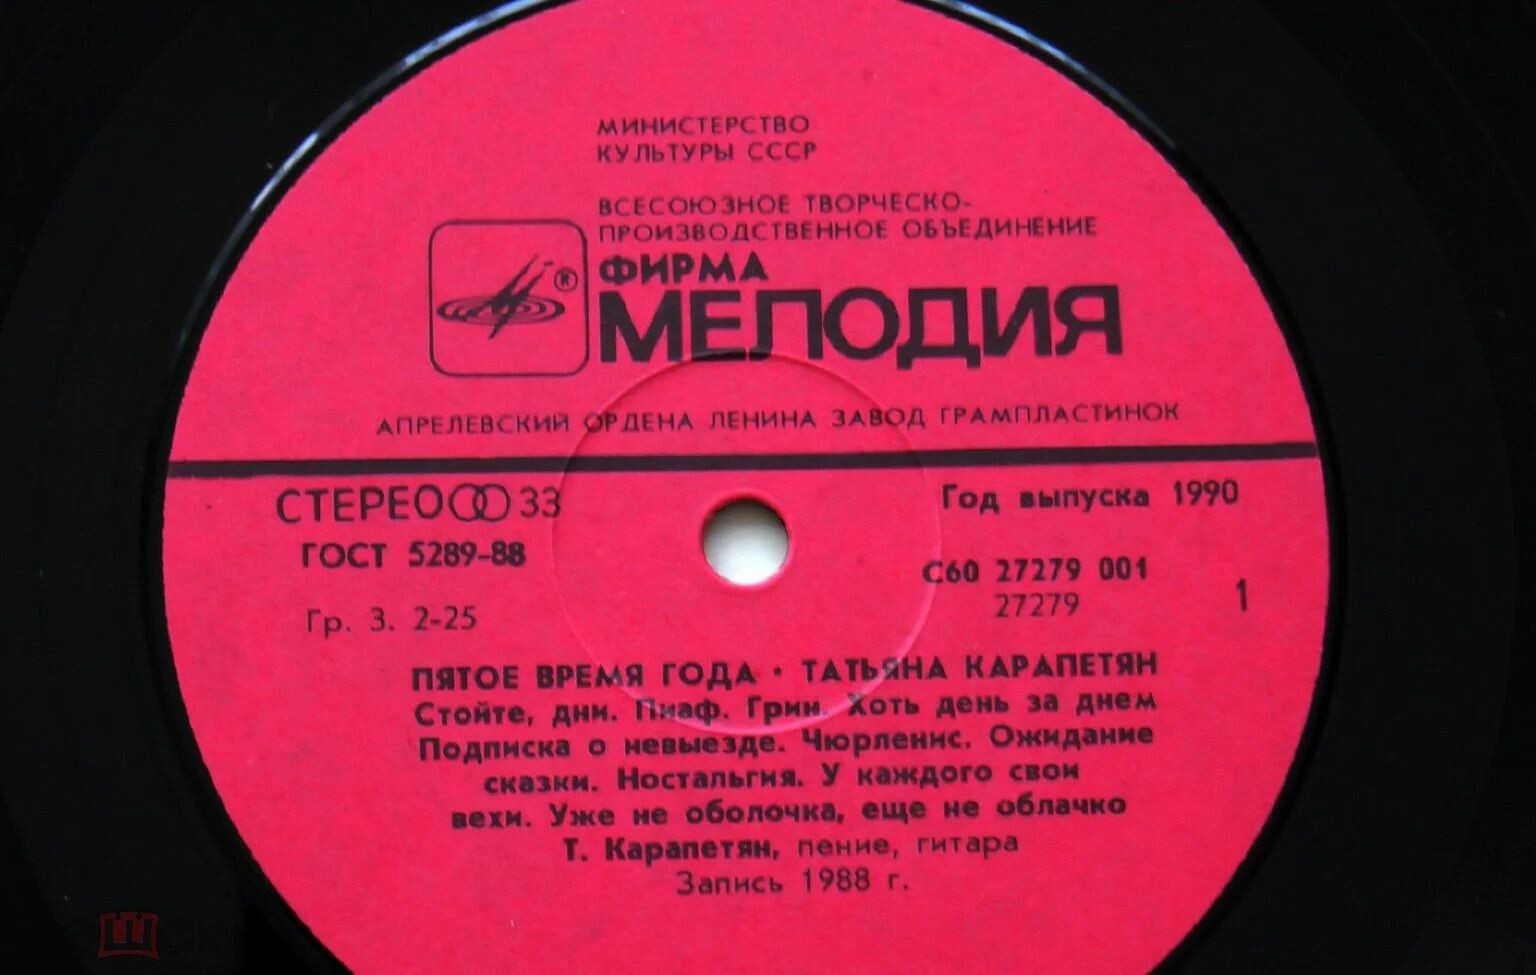 МИНИСТЕРСТВО
КУЛЬТУРЫ СССР
ВСЕСОЮЗНОЕ ТВОРЧЕСКО-
ПРОИЗВОДСТВЕННОЕ ОБЪЕДИНЕНИЕ
®
ФИРМА
МЕЛОДИЯ
АПРЕЛЕВСКИЙ ОРДЕНА ЛЕНИНА ЗАВОД ГРАМПЛАСТИНОК
СТЕРЕО 33
Год выпуска 1990
ГОСТ 5289-88
С60 27279 001
27279
1
Гр. 3. 2-25
ПЯТОЕ ВРЕМЯ ГОДА · ТАТЬЯНА КАРАПЕТЯН
Стойте, дни. Пиаф. Грин. Хоть день за днем
Подписка о невыезде. Чюрленис. Ожидание
сказки. Ностальгия. У каждого свои
вехи. Уже не оболочка, еще не облачко
Т. Карапетян, пение, гитара
Запись 1988 г.